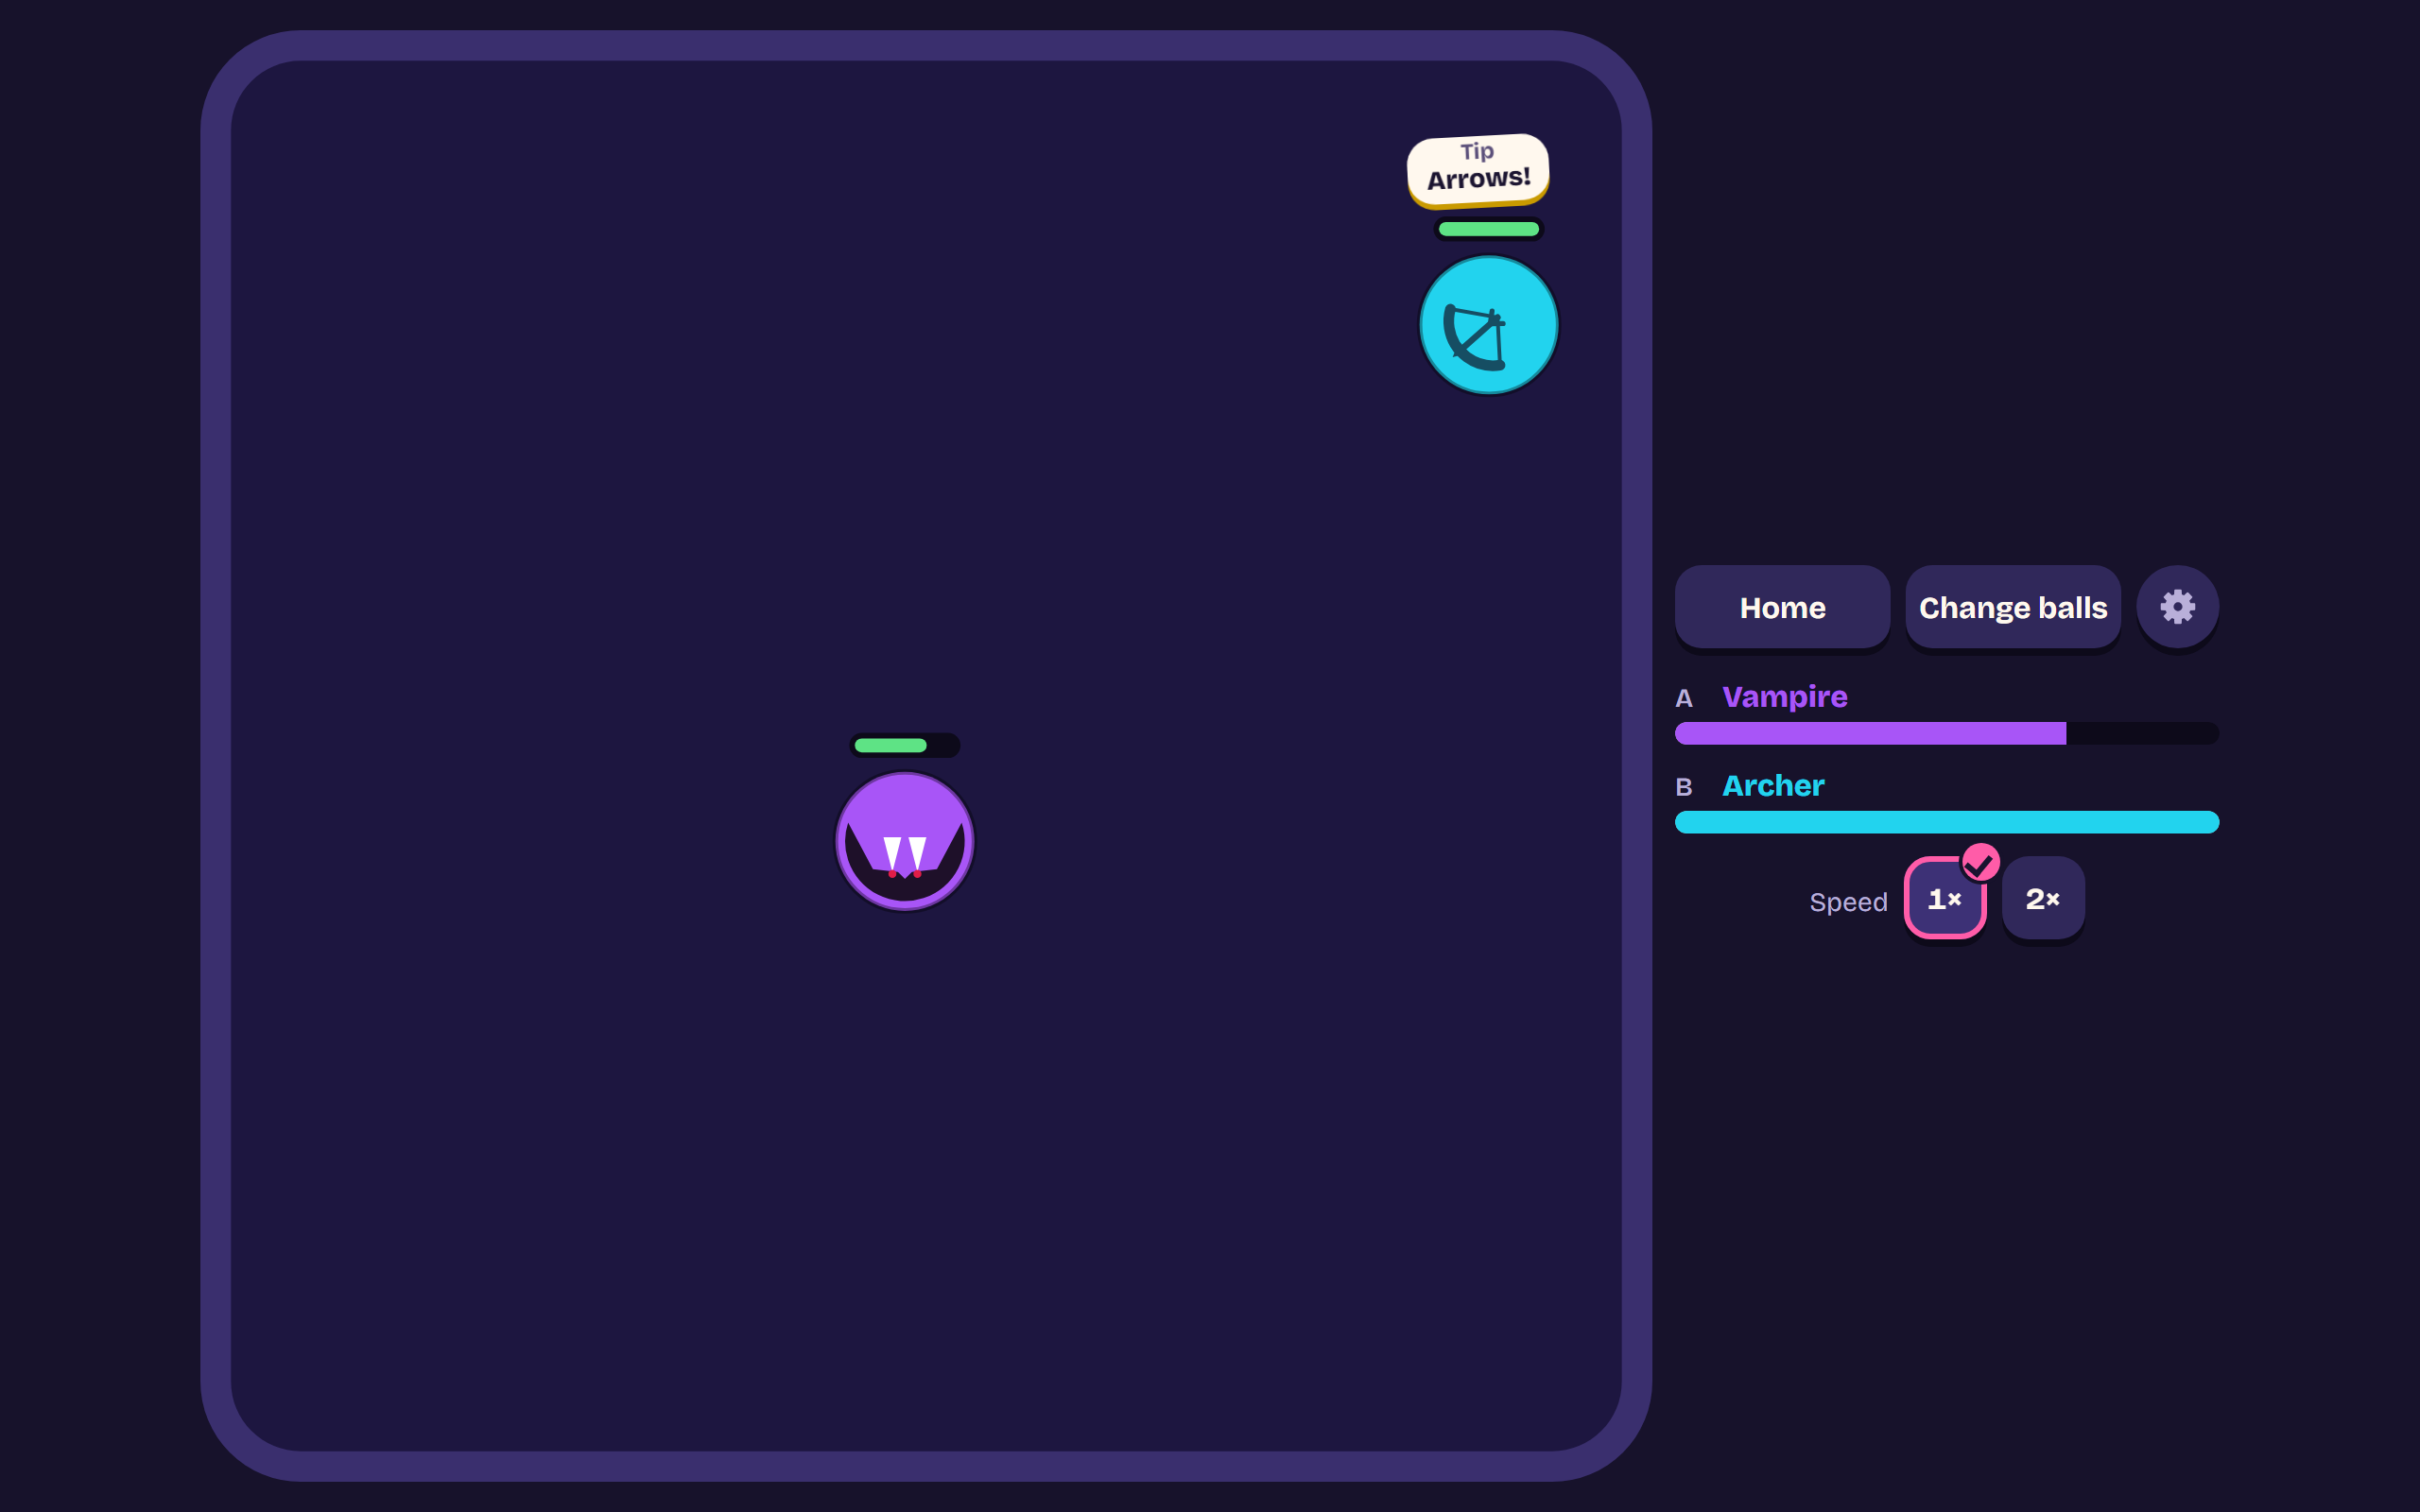 Tip
Arrows!
Home
Change balls
A Vampire
B Archer
Speed 1× 2×